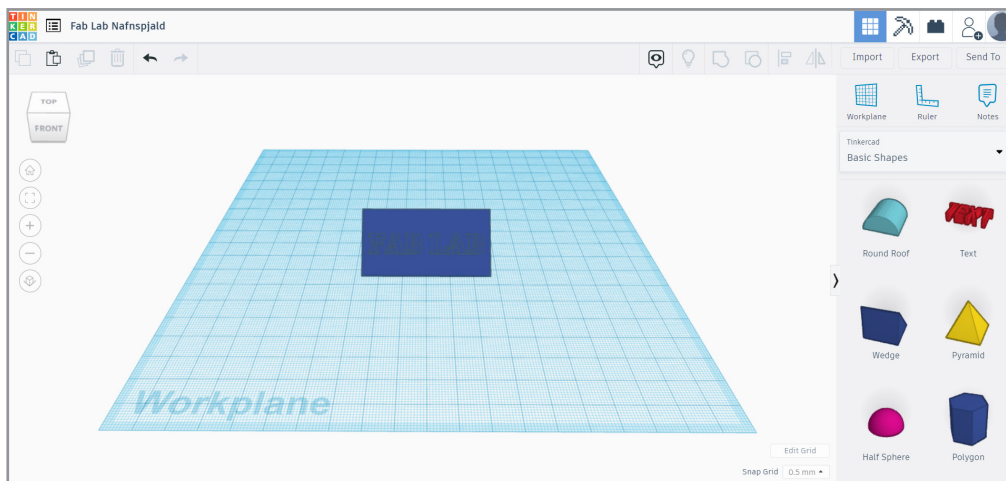 TIN
KER
CAD
Fab Lab Nafnspjald
Import
Export
Send To
TOP
FRONT
Workplane
Ruler
Notes
Tinkercad
Basic Shapes
FAB LAB
Round Roof
TEXT
Text
Wedge
Pyramid
Workplane
Half Sphere
Polygon
Edit Grid
Snap Grid 0.5 mm